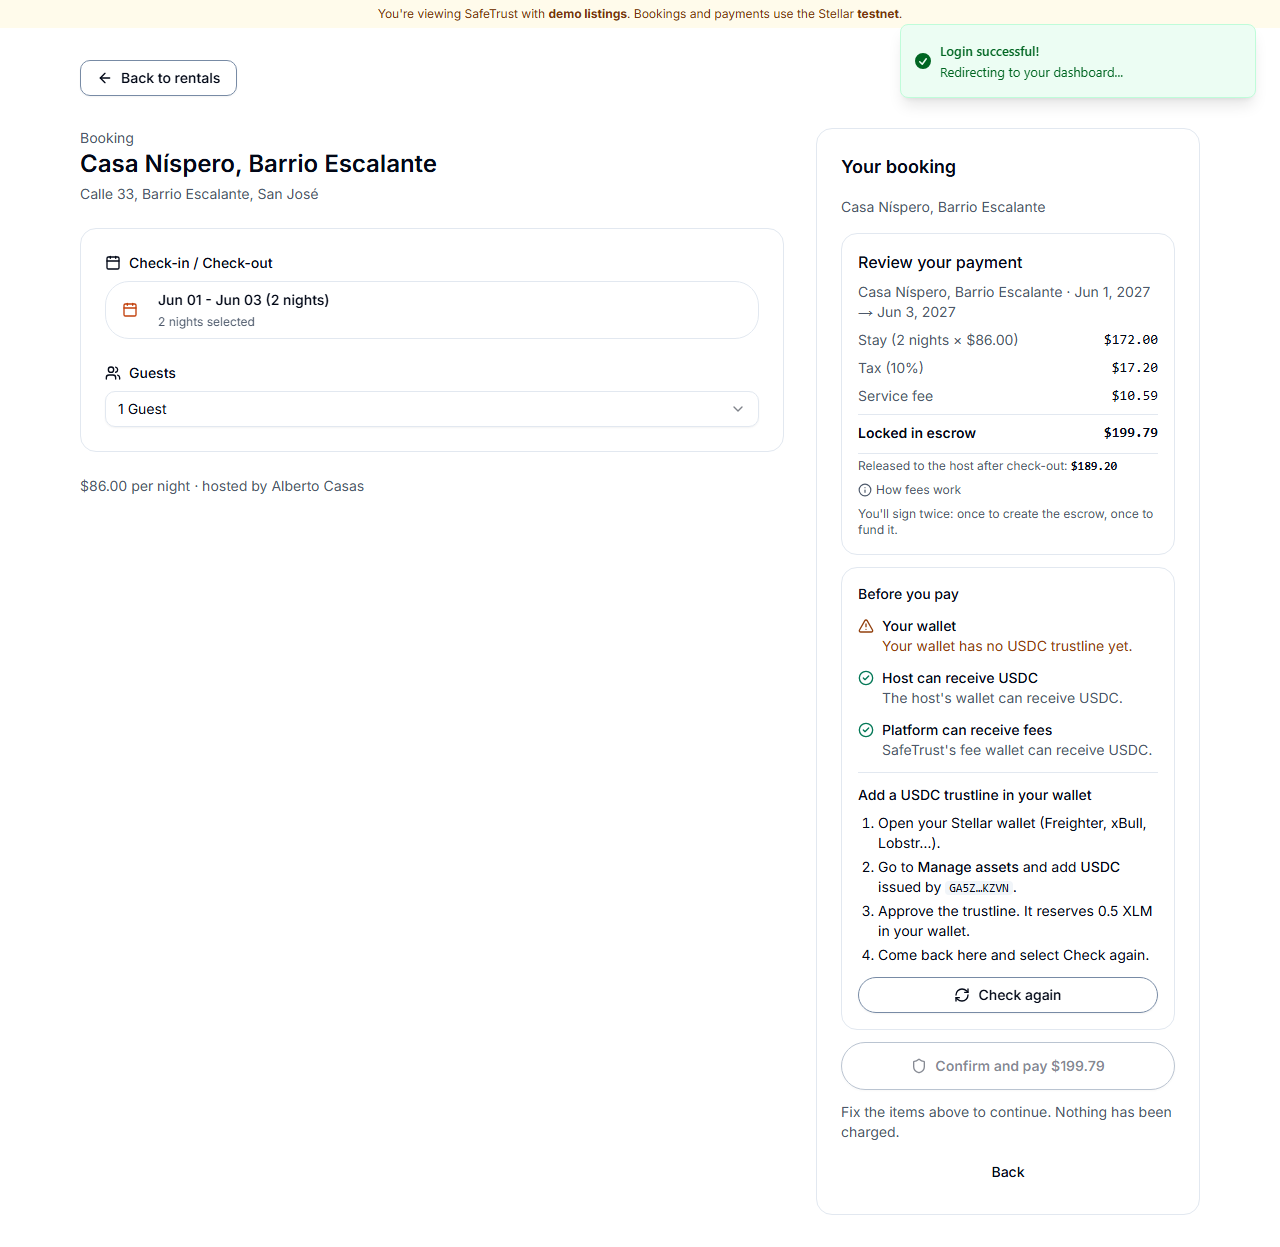 You're viewing SafeTrust with demo listings. Bookings and payments use the Stellar testnet.
Login successful!
Redirecting to your dashboard...
Back to rentals
Booking
Casa Níspero, Barrio Escalante
Calle 33, Barrio Escalante, San José
Check-in / Check-out
Jun 01 - Jun 03 (2 nights)
2 nights selected
Guests
1 Guest
$86.00 per night · hosted by Alberto Casas
Your booking
Casa Níspero, Barrio Escalante
Review your payment
Casa Níspero, Barrio Escalante · Jun 1, 2027
→ Jun 3, 2027
Stay (2 nights × $86.00) $172.00
Tax (10%) $17.20
Service fee $10.59
Locked in escrow $199.79
Released to the host after check-out: $189.20
How fees work
You'll sign twice: once to create the escrow, once to
fund it.
Before you pay
Your wallet
Your wallet has no USDC trustline yet.
Host can receive USDC
The host's wallet can receive USDC.
Platform can receive fees
SafeTrust's fee wallet can receive USDC.
Add a USDC trustline in your wallet
1. Open your Stellar wallet (Freighter, xBull,
Lobstr...).
2. Go to Manage assets and add USDC
issued by GA5Z…KZVN.
3. Approve the trustline. It reserves 0.5 XLM
in your wallet.
4. Come back here and select Check again.
Check again
Confirm and pay $199.79
Fix the items above to continue. Nothing has been
charged.
Back